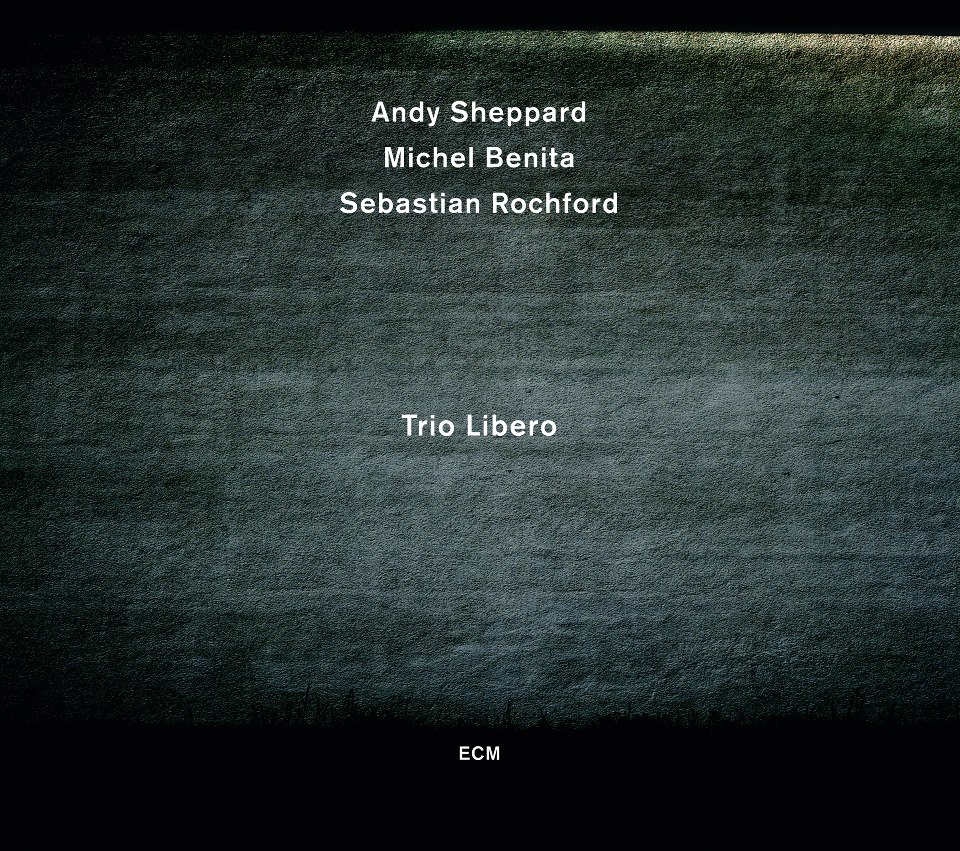 Andy Sheppard
Michel Benita
Sebastian Rochford
Trio Libero
ECM